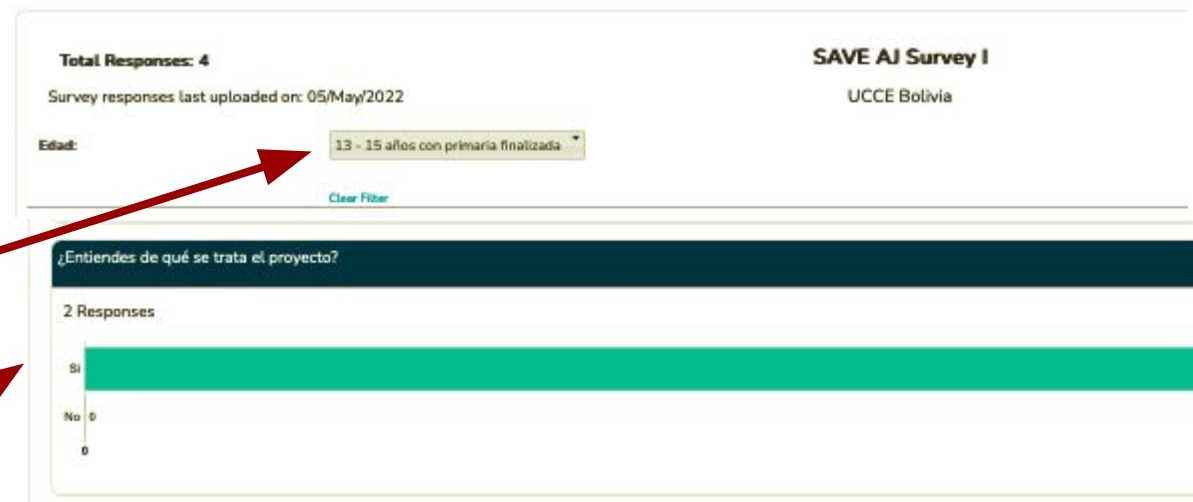 Total Responses: 4
SAVE AJ Survey I
Survey responses last uploaded on: 05/May/2022
UCCE Bolivia
Edad:
13 - 15 años con primaria finalizada
Clear Filter
¿Entiendes de qué se trata el proyecto?
2 Responses
Si
No 0
0